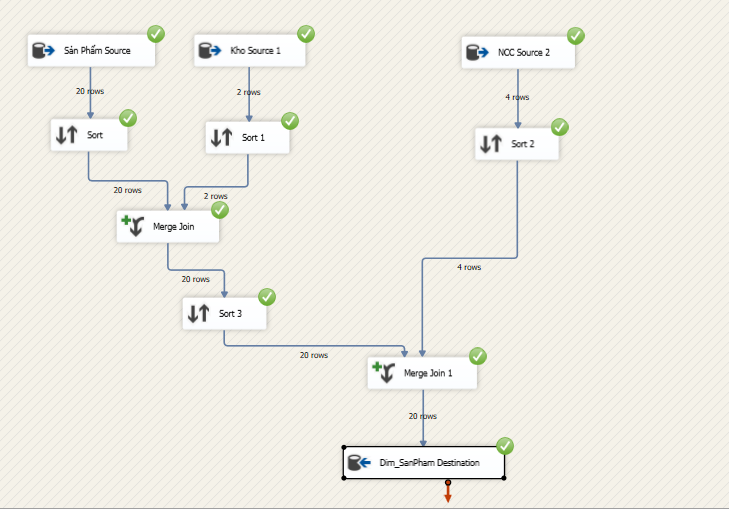 Sản Phẩm Source
Kho Source 1
NCC Source 2
20 rows
2 rows
4 rows
Sort
Sort 1
Sort 2
20 rows
2 rows
Merge Join
20 rows
4 rows
Sort 3
20 rows
Merge Join 1
20 rows
Dim_SanPham Destination